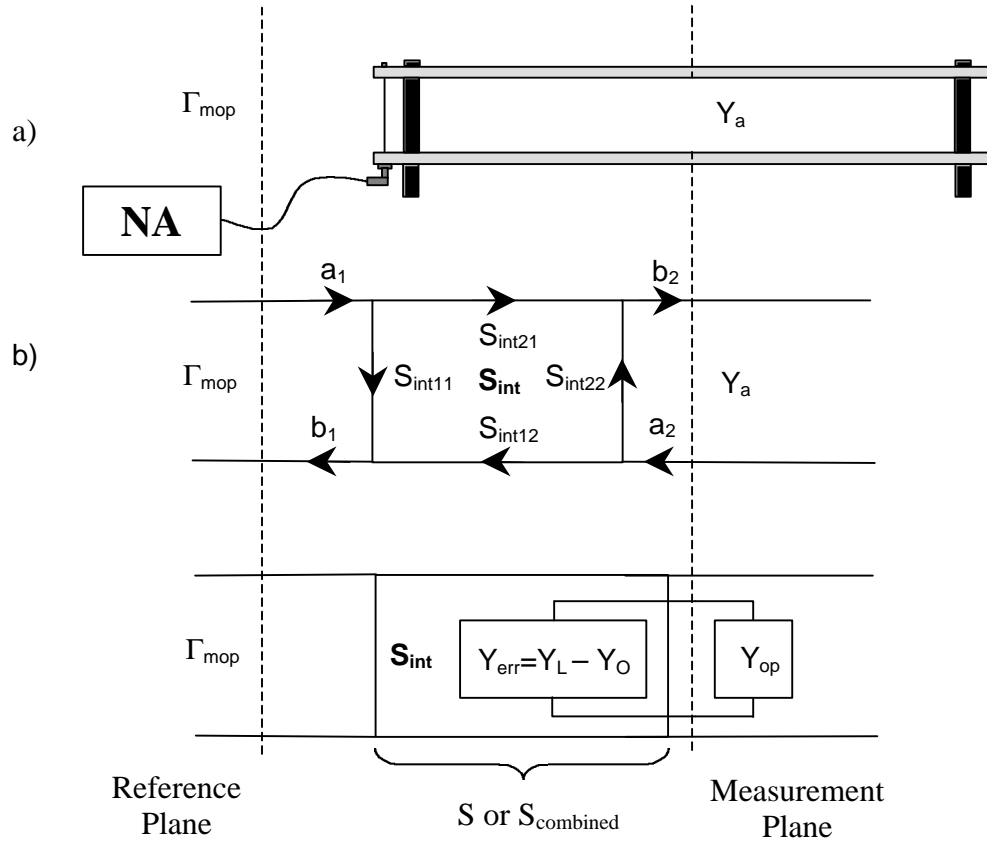 Γmop
Ya
a)
NA
a1
b2
Sint21
b)
Γmop
Sint11
Sint
Sint22
Ya
Sint12
b1
a2
Γmop
Sint
Yerr=YL – YO
Yop
Reference
Plane
S or Scombined
Measurement
Plane